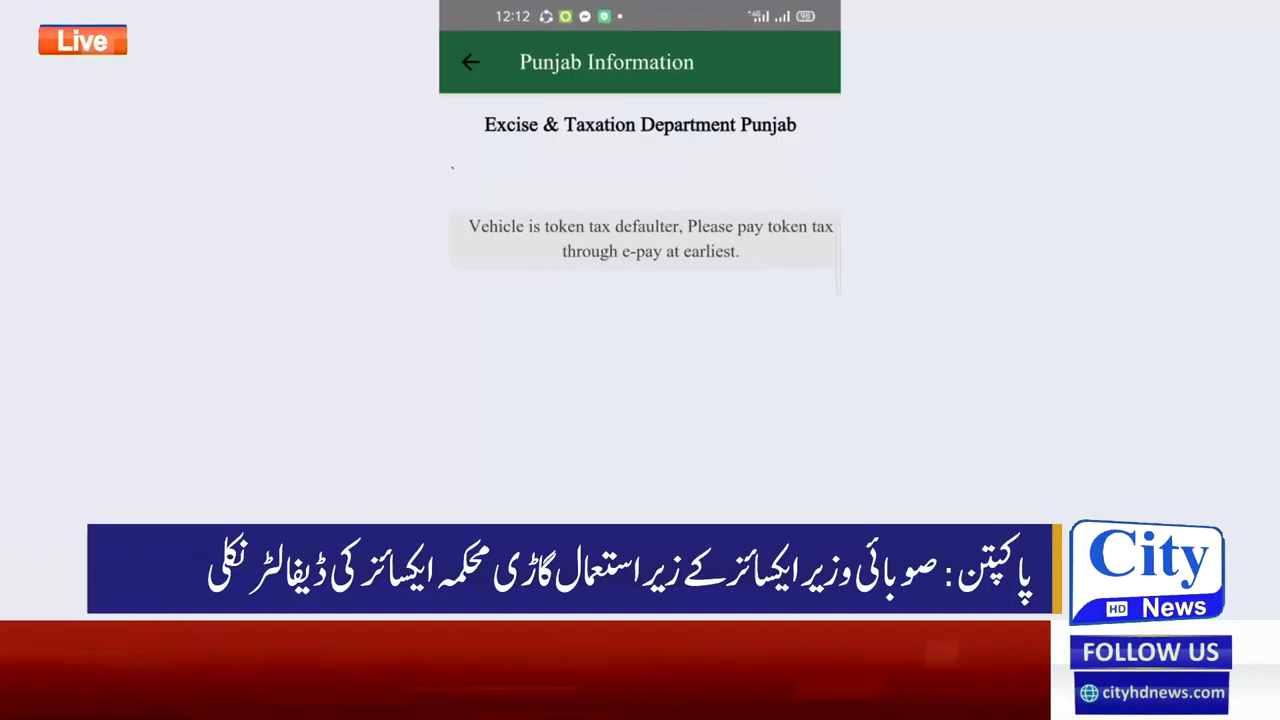 Live
12:12
4G
98
Punjab Information
Excise & Taxation Department Punjab
Vehicle is token tax defaulter, Please pay token tax
through e-pay at earliest.
پاکپتن : صوبائی وزیر ایکسائز کے زیر استعمال گاڑی محکمہ ایکسائز کی ڈیفالٹر نکلی
City
HD News
FOLLOW US
cityhdnews.com